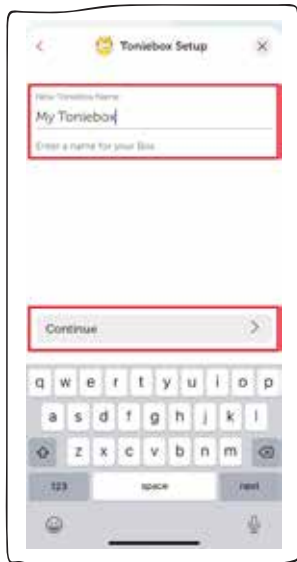 Toniebox Setup
New Toniebox Name
My Toniebox
Enter a name for your Box
Continue
q w e r t y u i o p
a s d f g h j k l
z x c v b n m
123 space next